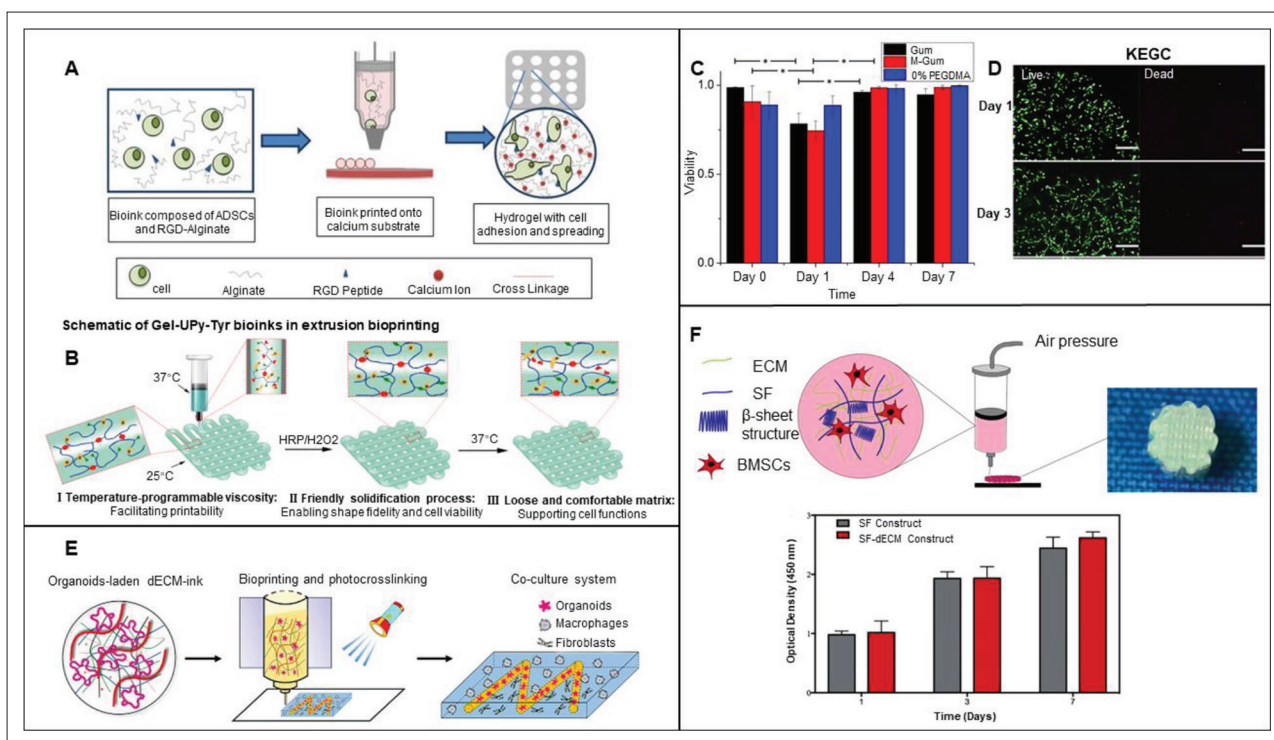 A
Bioink composed of ADSCs
and RGD-Alginate
Bioink printed onto
calcium substrate
Hydrogel with cell
adhesion and spreading
cell
Alginate
RGD Peptide
Calcium Ion
Cross Linkage
Schematic of Gel-UPy-Tyr bioinks in extrusion bioprinting
B
37°C
25°C
HRP/H2O2
37°C
I Temperature-programmable viscosity:
Facilitating printability
II Friendly solidification process:
Enabling shape fidelity and cell viability
III Loose and comfortable matrix:
Supporting cell functions
C
Gum
M-Gum
0% PEGDMA
* * * *
*
Viability
1.0
0.5
0.0
Day 0
Day 1
Day 4
Day 7
Time
D
KEGC
Live
Dead
Day 1
Day 3
E
Organoids-laden dECM-ink
Bioprinting and photocrosslinking
Co-culture system
Organoids
Macrophages
Fibroblasts
F
ECM
SF
β-sheet
structure
BMSCs
Air pressure
SF Construct
SF-dECM Construct
Optical Density (450 nm)
3
2
1
0
1
3
7
Time (Days)